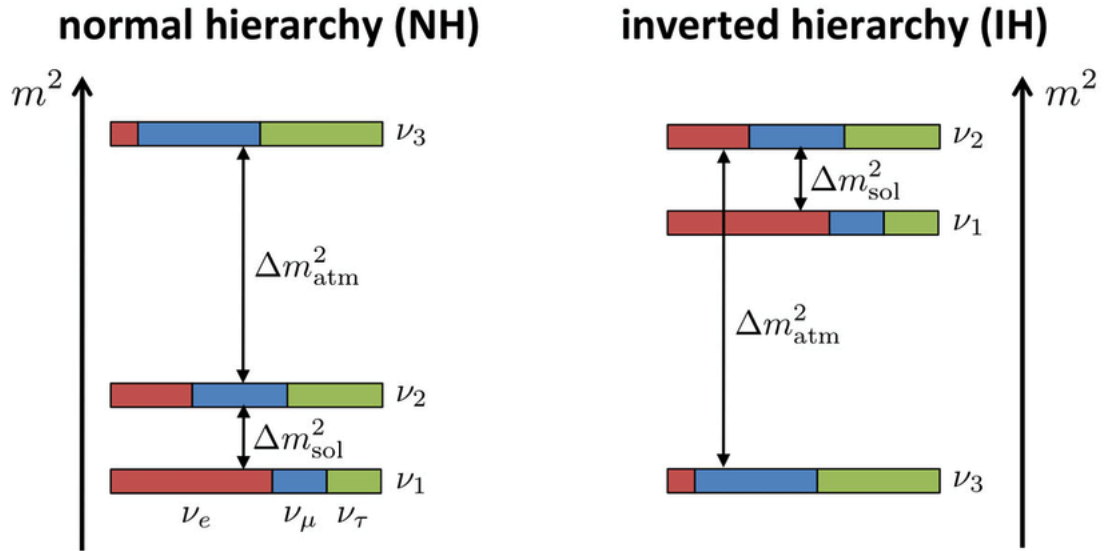 normal hierarchy (NH)
m²
ν₃
Δm²atm
ν₂
Δm²sol
ν₁
νe νμ ντ
inverted hierarchy (IH)
m²
ν₂
Δm²sol
ν₁
Δm²atm
ν₃